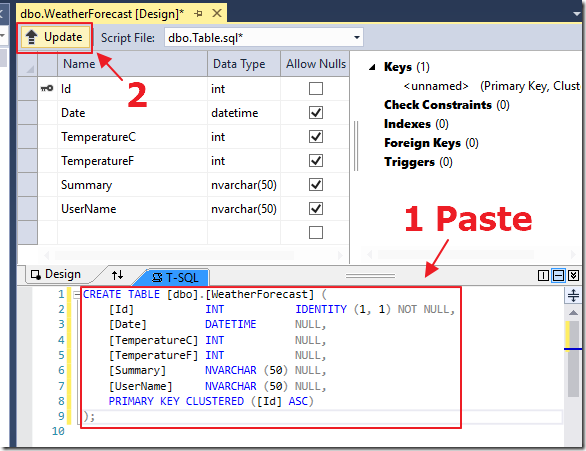 dbo.WeatherForecast [Design]*
Update Script File: dbo.Table.sql*
Name Data Type Allow Nulls
Id int
Date datetime
TemperatureC int
TemperatureF int
Summary nvarchar(50)
UserName nvarchar(50)
2
Keys (1)
<unnamed> (Primary Key, Clust
Check Constraints (0)
Indexes (0)
Foreign Keys (0)
Triggers (0)
1 Paste
Design T-SQL
1 CREATE TABLE [dbo].[WeatherForecast] (
2 [Id] INT IDENTITY (1, 1) NOT NULL,
3 [Date] DATETIME NULL,
4 [TemperatureC] INT NULL,
5 [TemperatureF] INT NULL,
6 [Summary] NVARCHAR (50) NULL,
7 [UserName] NVARCHAR (50) NULL,
8 PRIMARY KEY CLUSTERED ([Id] ASC)
9 );
10